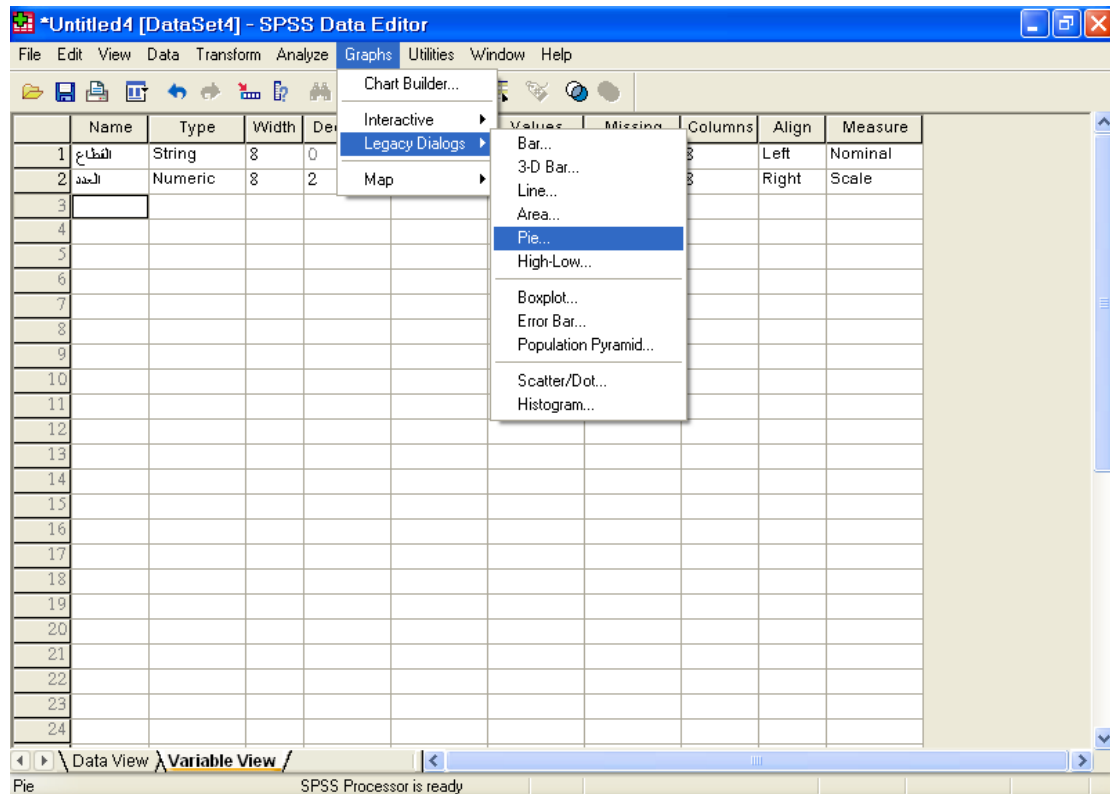 *Untitled4 [DataSet4] - SPSS Data Editor
File Edit View Data Transform Analyze Graphs Utilities Window Help
Chart Builder...
Interactive
Legacy Dialogs
Map
Bar...
3-D Bar...
Line...
Area...
Pie...
High-Low...
Boxplot...
Error Bar...
Population Pyramid...
Scatter/Dot...
Histogram...
Name Type Width Values Missing Columns Align Measure
1 القطاع String 8 0 8 Left Nominal
2 العدد Numeric 8 2 8 Right Scale
3
4
5
6
7
8
9
10
11
12
13
14
15
16
17
18
19
20
21
22
23
24
Data View Variable View
Pie SPSS Processor is ready